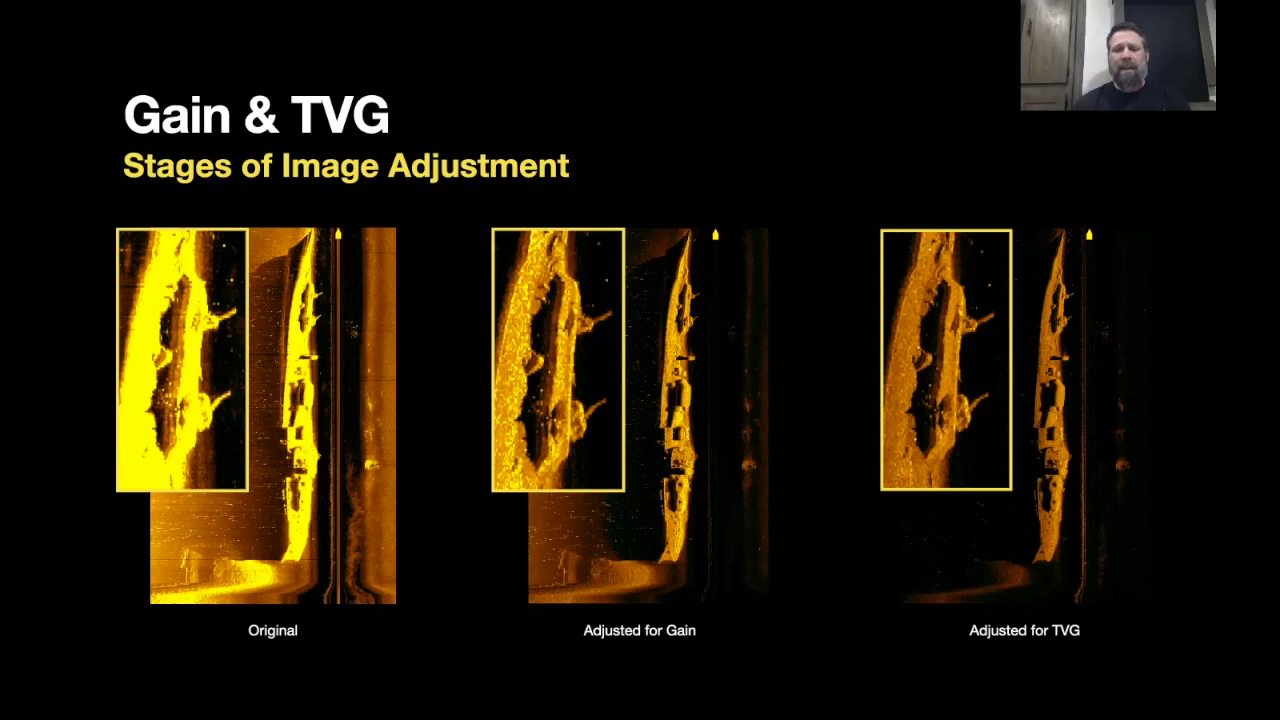 Gain & TVG
Stages of Image Adjustment
Original
Adjusted for Gain
Adjusted for TVG